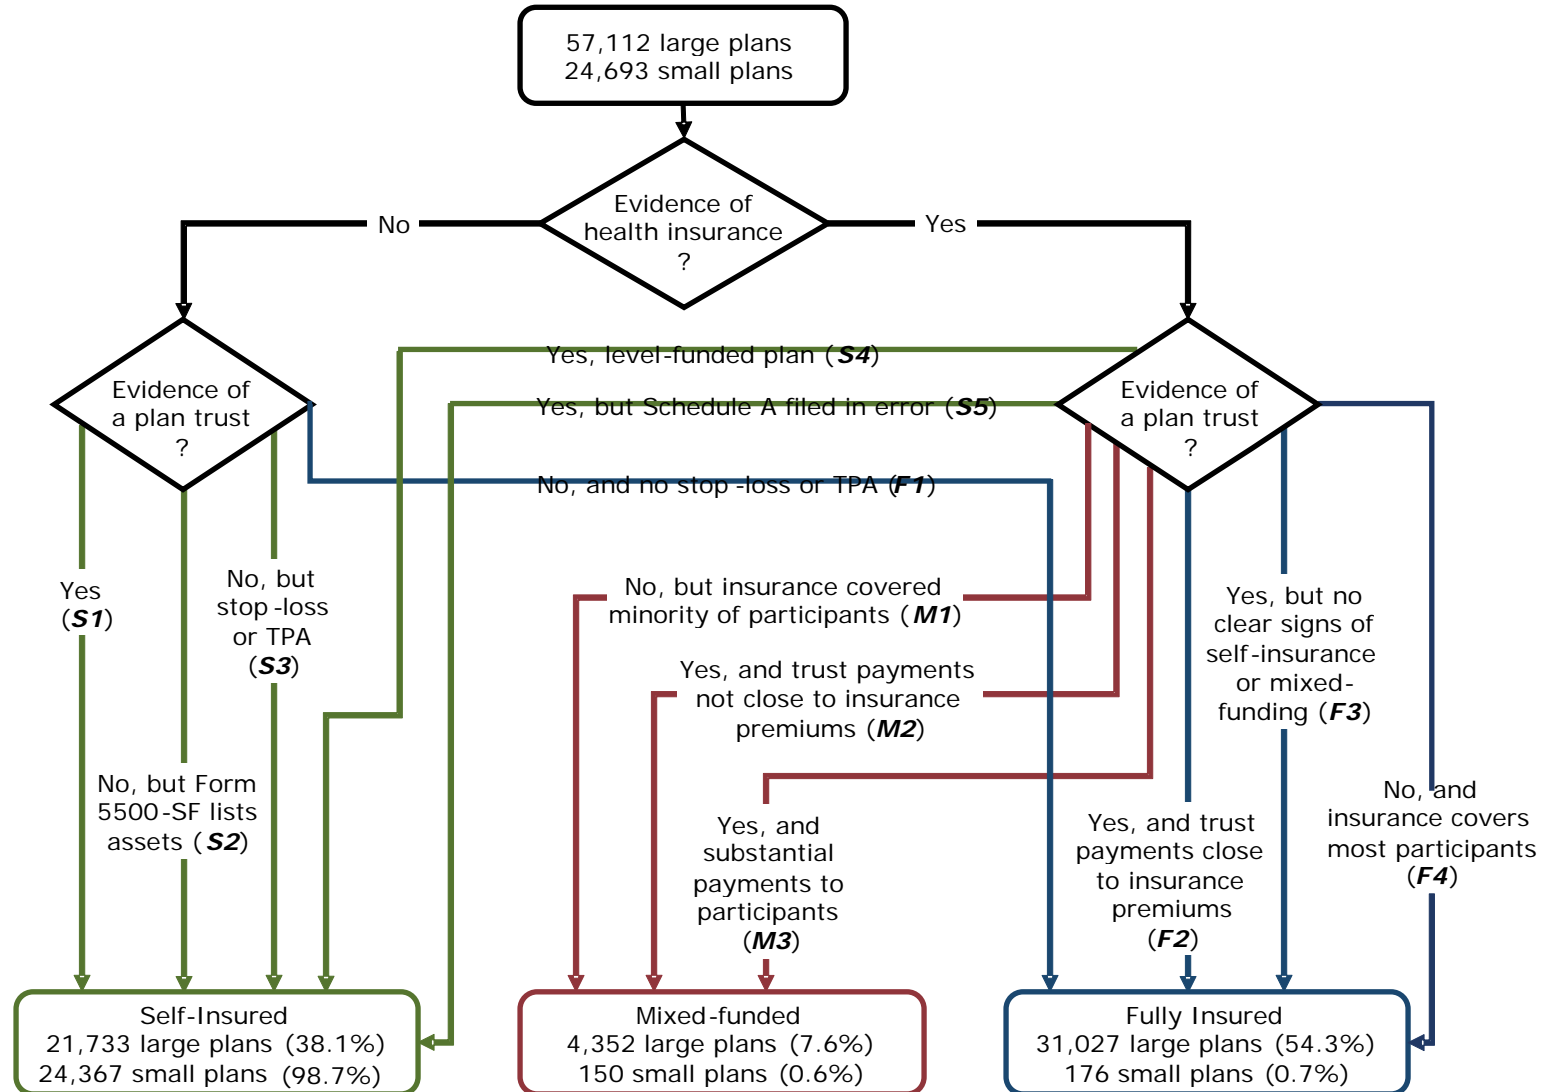 57,112 large plans
24,693 small plans
Evidence of
health insurance
?
No
Yes
Evidence of
a plan trust
?
Evidence of
a plan trust
?
Yes, level-funded plan (S4)
Yes, but Schedule A filed in error (S5)
No, and no stop-loss or TPA (F1)
Yes
(S1)
No, but
stop-loss
or TPA
(S3)
No, but Form
5500-SF lists
assets (S2)
No, but insurance covered
minority of participants (M1)
Yes, and trust payments
not close to insurance
premiums (M2)
Yes, and
substantial
payments to
participants
(M3)
Yes, and trust
payments close
to insurance
premiums
(F2)
Yes, but no
clear signs of
self-insurance
or mixed-
funding (F3)
No, and
insurance covers
most participants
(F4)
Self-Insured
21,733 large plans (38.1%)
24,367 small plans (98.7%)
Mixed-funded
4,352 large plans (7.6%)
150 small plans (0.6%)
Fully Insured
31,027 large plans (54.3%)
176 small plans (0.7%)